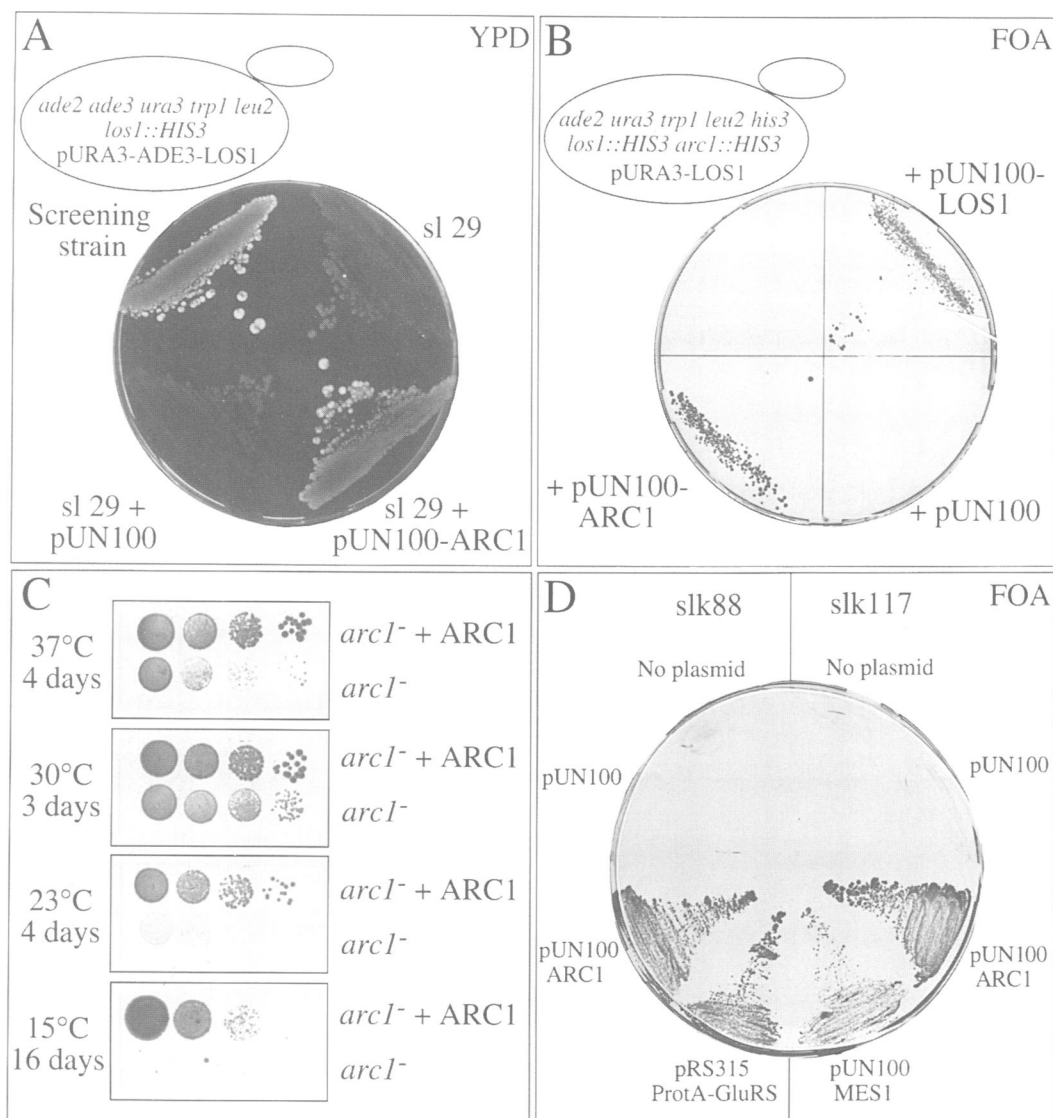 A
YPD
ade2 ade3 ura3 trp1 leu2
los1::HIS3
pURA3-ADE3-LOS1
Screening
strain
sl 29
sl 29 +
pUN100
sl 29 +
pUN100-ARC1
B
FOA
ade2 ura3 trp1 leu2 his3
los1::HIS3 arc1::HIS3
pURA3-LOS1
+ pUN100-
LOS1
+ pUN100-
ARC1
+ pUN100
C
37°C
4 days
arc1- + ARC1
arc1-
30°C
3 days
arc1- + ARC1
arc1-
23°C
4 days
arc1- + ARC1
arc1-
15°C
16 days
arc1- + ARC1
arc1-
D
slk88
slk117
FOA
No plasmid
No plasmid
pUN100
pUN100
pUN100
ARC1
pUN100
ARC1
pRS315
ProtA-GluRS
pUN100
MES1